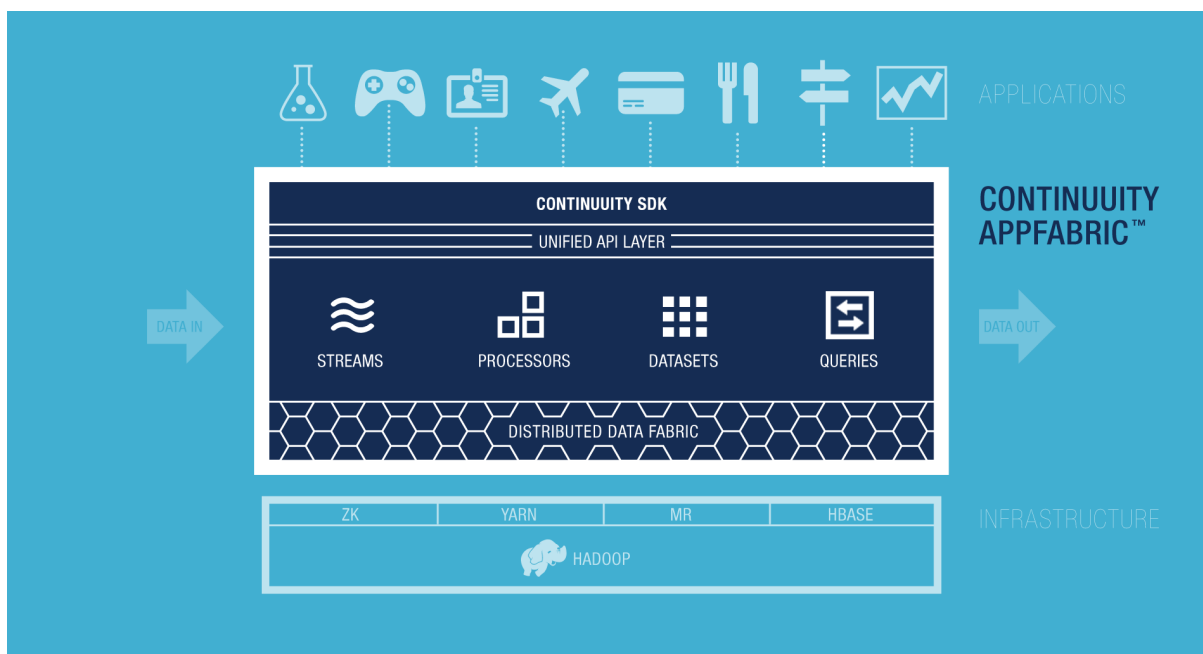 APPLICATIONS
CONTINUUITY SDK
CONTINUUITY
APPFABRIC™
UNIFIED API LAYER
DATA IN
DATA OUT
STREAMS
PROCESSORS
DATASETS
QUERIES
DISTRIBUTED DATA FABRIC
ZK
YARN
MR
HBASE
INFRASTRUCTURE
HADOOP